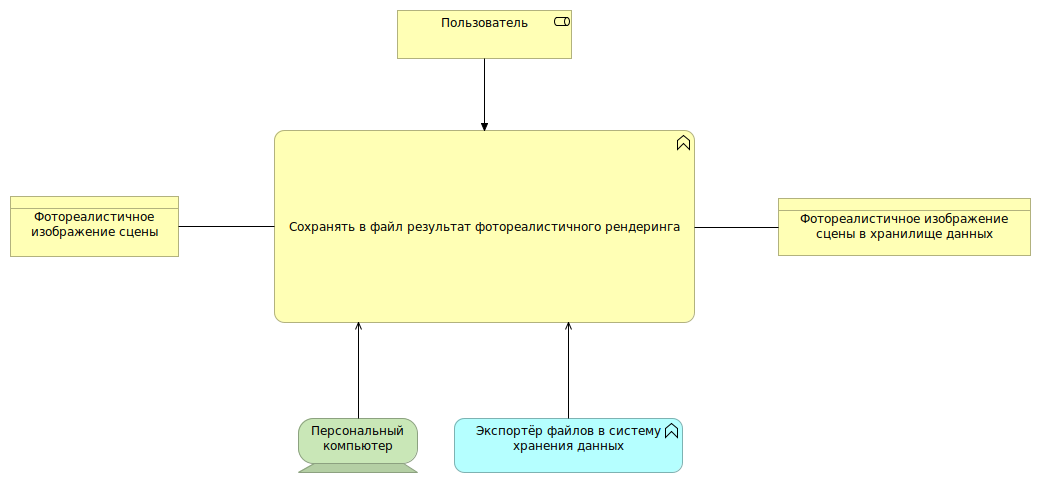 Пользователь
Сохранять в файл результат фотореалистичного рендеринга
Фотореалистичное
изображение сцены
Фотореалистичное изображение
сцены в хранилище данных
Персональный
компьютер
Экспортёр файлов в систему
хранения данных